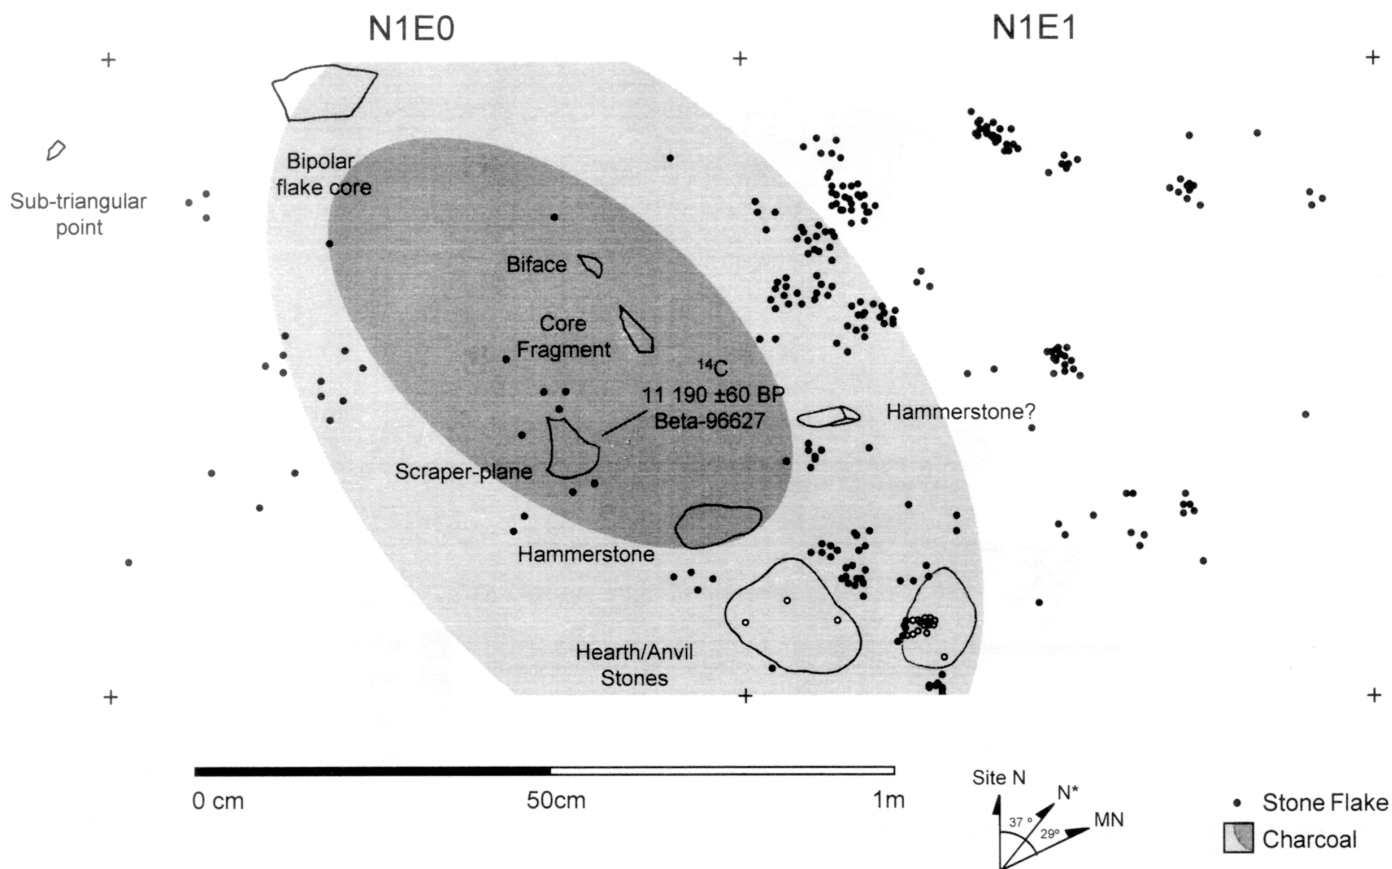 N1E0
N1E1
Bipolar
flake core
Sub-triangular
point
Biface
Core
Fragment
14C
11 190 ±60 BP
Beta-96627
Hammerstone?
Scraper-plane
Hammerstone
Hearth/Anvil
Stones
0 cm
50cm
1m
Site N
N*
MN
37 º
29º
Stone Flake
Charcoal